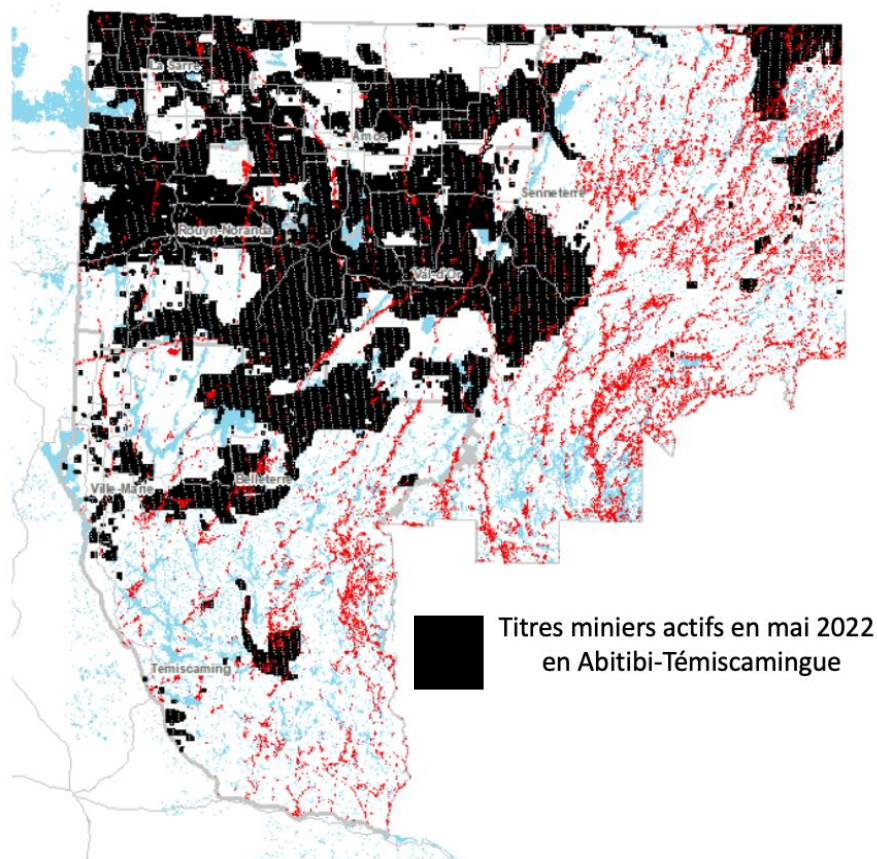 La Sarre
Amos
Senneterre
Rouyn-Noranda
Val-d'Or
Belleterre
Ville-Marie
Titres miniers actifs en mai 2022
en Abitibi-Témiscamingue
Témiscaming